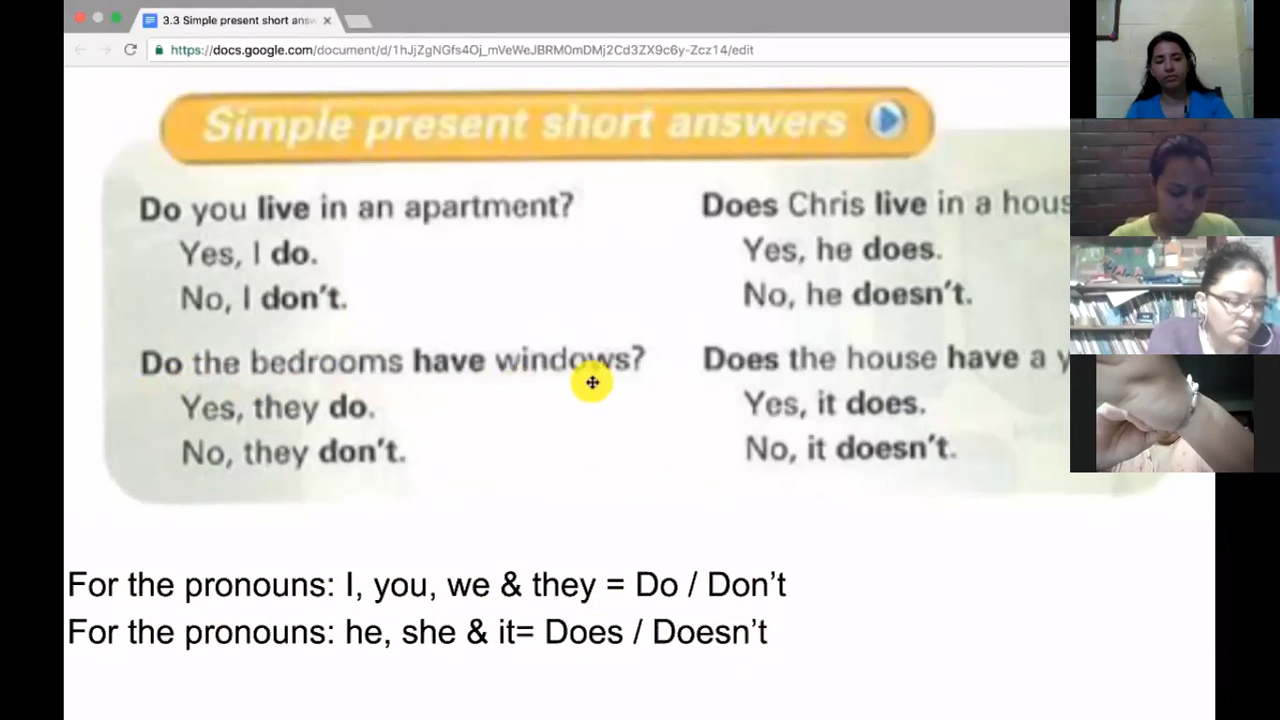 3.3 Simple present short answ
https://docs.google.com/document/d/1hJjZgNGfs4Oj_mVeWeJBRM0mDMj2Cd3ZX9c6y-Zcz14/edit
Simple present short answers
Do you live in an apartment?
Yes, I do.
No, I don't.
Do the bedrooms have windows?
Yes, they do.
No, they don't.
Does Chris live in a hous
Yes, he does.
No, he doesn't.
Does the house have a y
Yes, it does.
No, it doesn't.
For the pronouns: I, you, we & they = Do / Don't
For the pronouns: he, she & it= Does / Doesn't